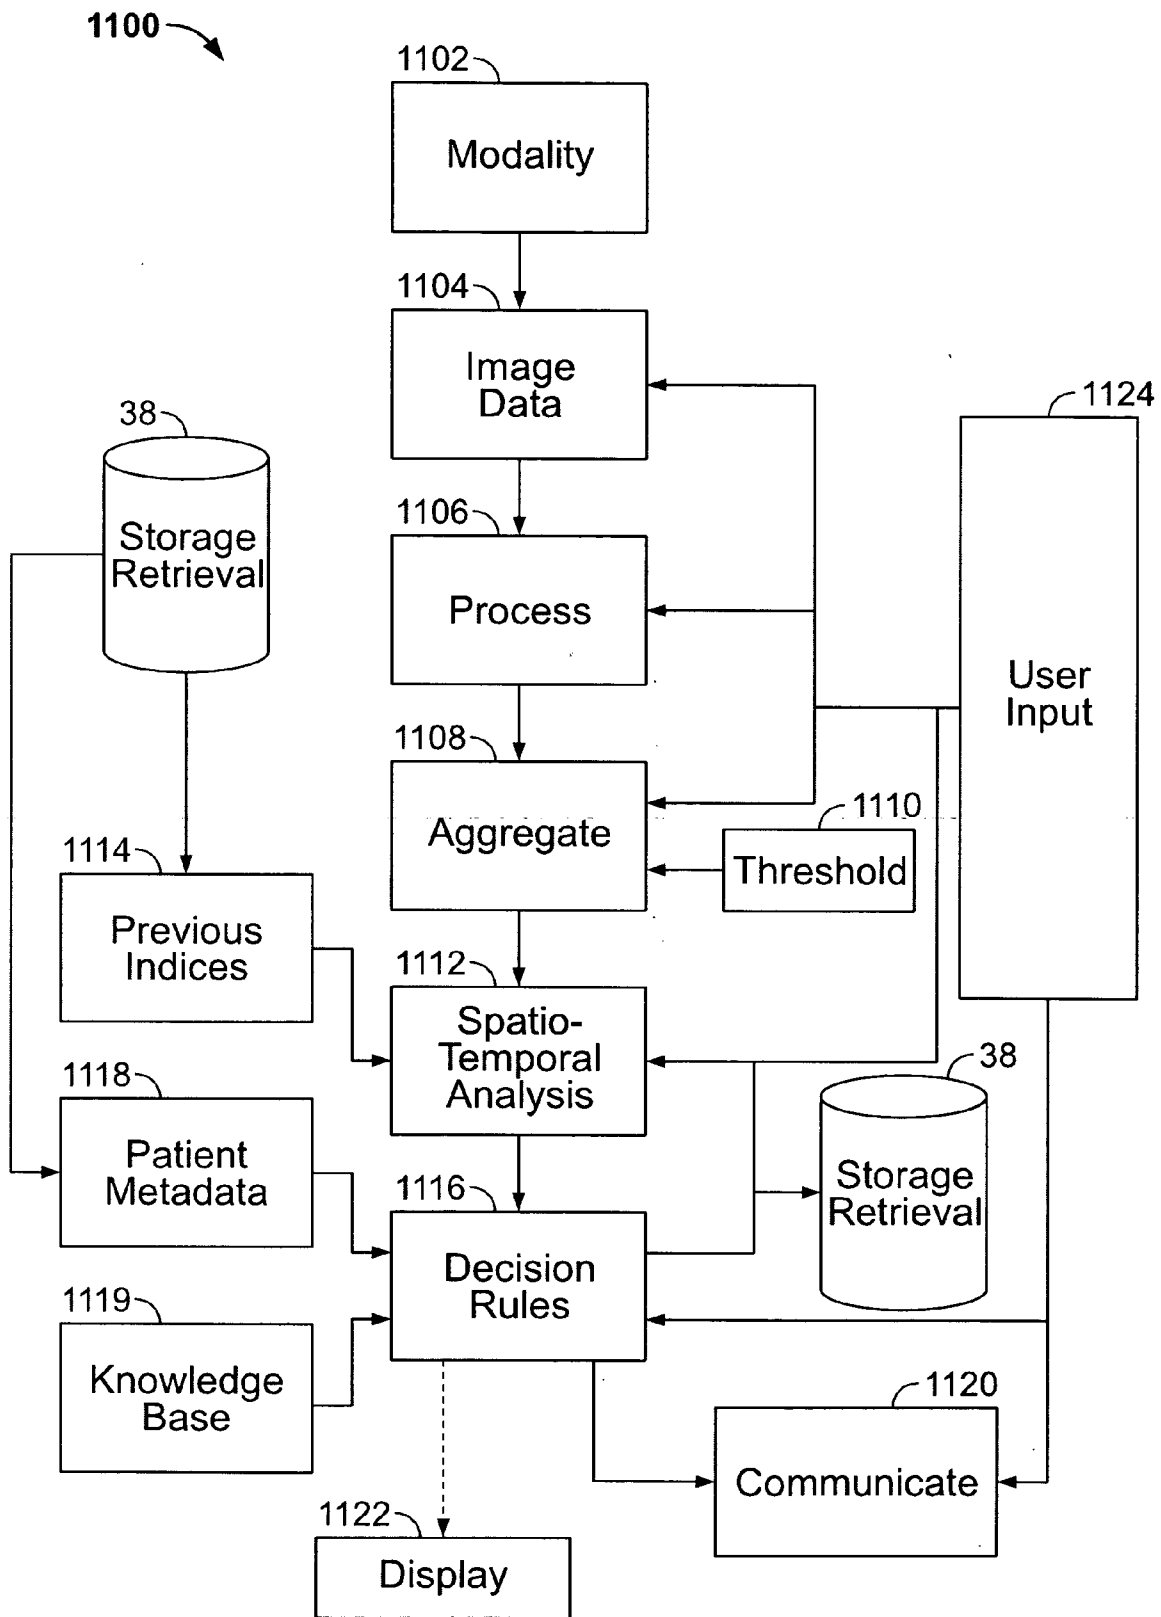 1100
1102
Modality
1104
Image
Data
1124
38
Storage
Retrieval
1106
Process
User
Input
1108
Aggregate
1110
Threshold
1114
Previous
Indices
1112
Spatio-
Temporal
Analysis
38
Storage
Retrieval
1118
Patient
Metadata
1116
Decision
Rules
1119
Knowledge
Base
1120
Communicate
1122
Display